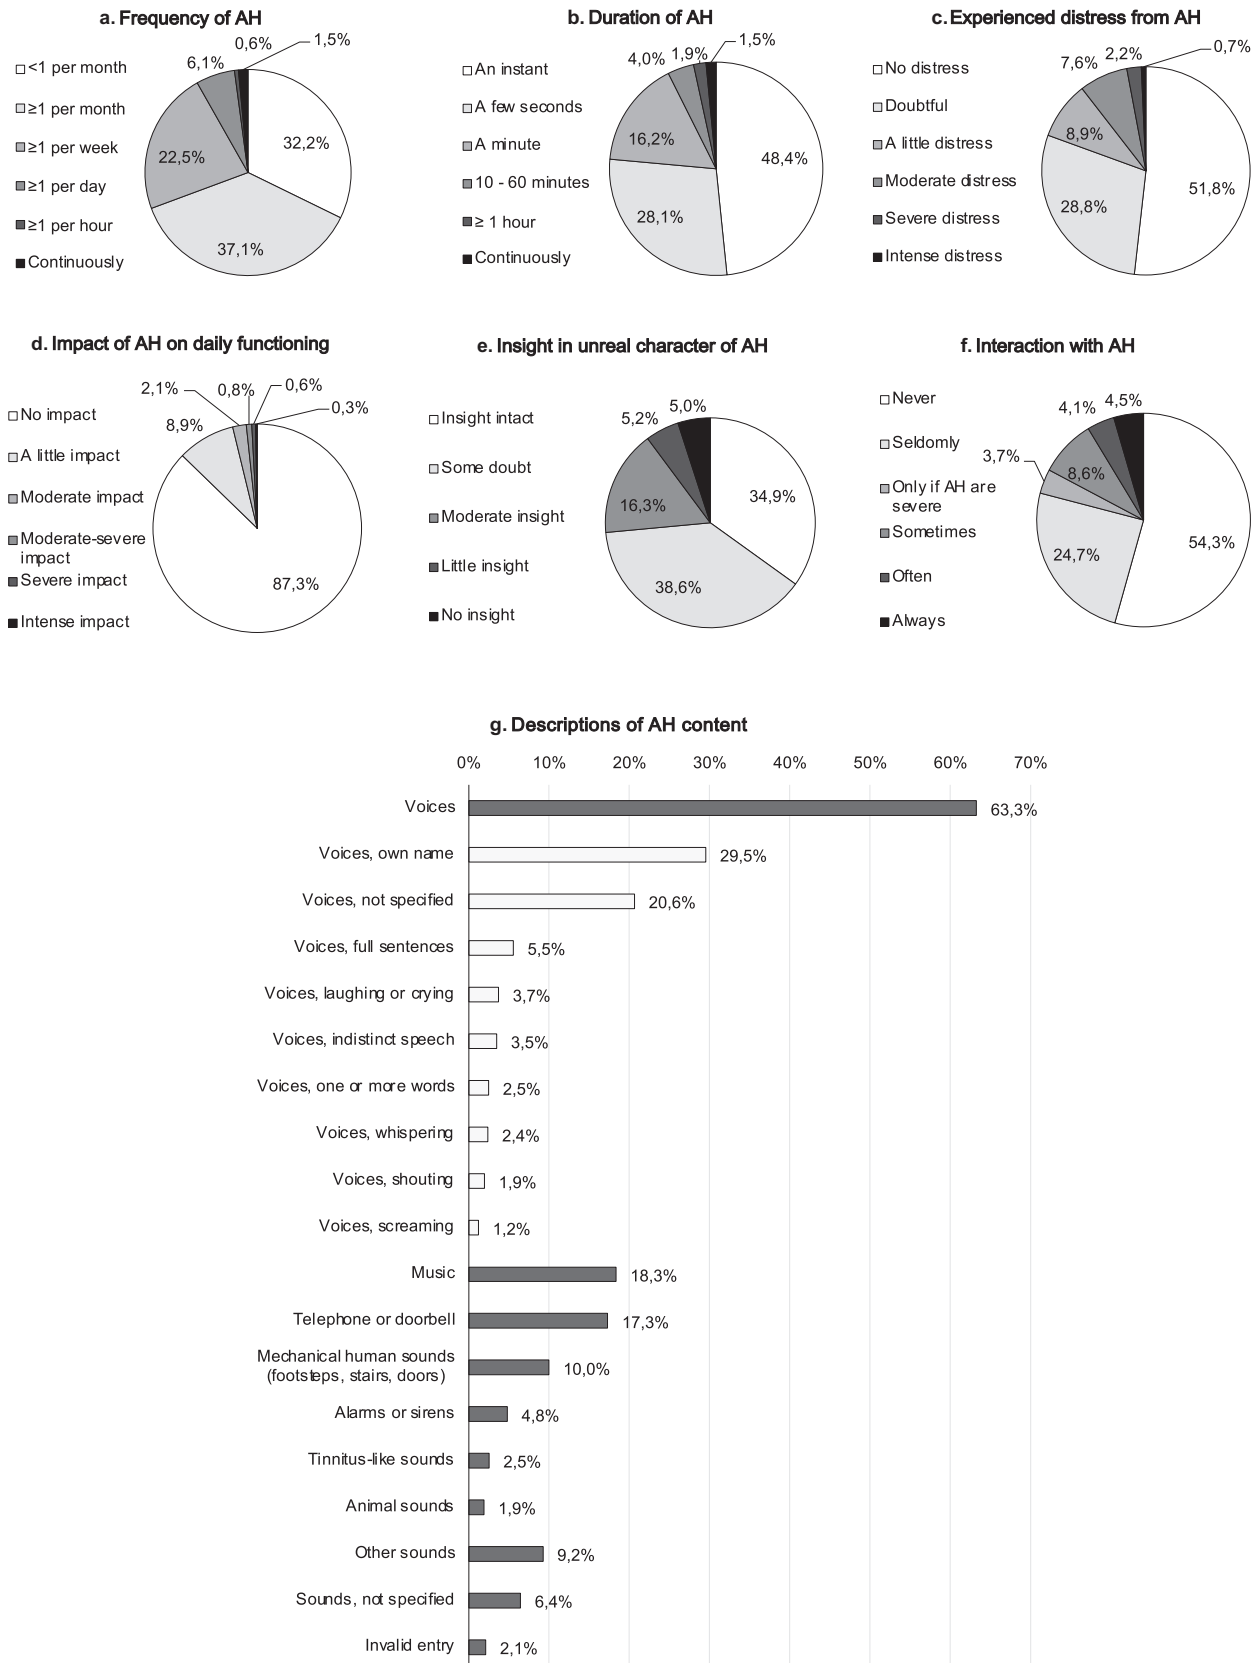 a. Frequency of AH
<1 per month
≥1 per month
≥1 per week
≥1 per day
≥1 per hour
Continuously
0,6%
1,5%
6,1%
32,2%
22,5%
37,1%
b. Duration of AH
An instant
A few seconds
A minute
10 - 60 minutes
≥ 1 hour
Continuously
4,0%
1,9%
1,5%
16,2%
48,4%
28,1%
c. Experienced distress from AH
No distress
Doubtful
A little distress
Moderate distress
Severe distress
Intense distress
7,6%
2,2%
0,7%
8,9%
51,8%
28,8%
d. Impact of AH on daily functioning
No impact
A little impact
Moderate impact
Moderate-severe
impact
Severe impact
Intense impact
2,1%
0,8%
0,6%
0,3%
8,9%
87,3%
e. Insight in unreal character of AH
Insight intact
Some doubt
Moderate insight
Little insight
No insight
5,2%
5,0%
34,9%
16,3%
38,6%
f. Interaction with AH
Never
Seldomly
Only if AH are
severe
Sometimes
Often
Always
4,1%
4,5%
3,7%
8,6%
54,3%
24,7%
g. Descriptions of AH content
0% 10% 20% 30% 40% 50% 60% 70%
Voices 63,3%
Voices, own name 29,5%
Voices, not specified 20,6%
Voices, full sentences 5,5%
Voices, laughing or crying 3,7%
Voices, indistinct speech 3,5%
Voices, one or more words 2,5%
Voices, whispering 2,4%
Voices, shouting 1,9%
Voices, screaming 1,2%
Music 18,3%
Telephone or doorbell 17,3%
Mechanical human sounds
(footsteps, stairs, doors) 10,0%
Alarms or sirens 4,8%
Tinnitus-like sounds 2,5%
Animal sounds 1,9%
Other sounds 9,2%
Sounds, not specified 6,4%
Invalid entry 2,1%